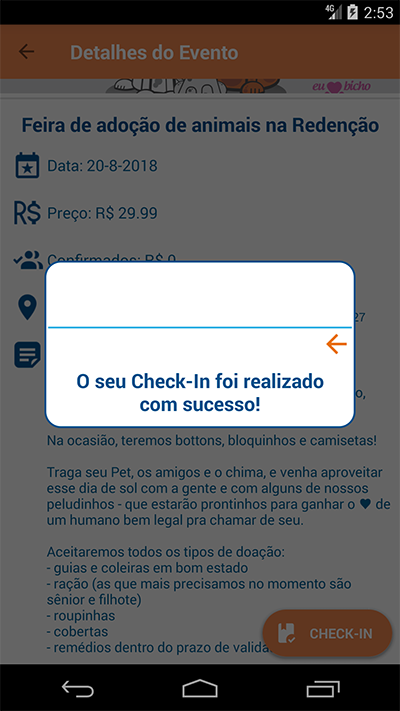 4G 2:53
Detalhes do Evento
eu bicho
Feira de adoção de animais na Redenção
Data: 20-8-2018
R$ Preço: R$ 29.99
Confirmados: R$ 0
27
O seu Check-In foi realizado
com sucesso!
Na ocasião, teremos bottons, bloquinhos e camisetas!
Traga seu Pet, os amigos e o chima, e venha aproveitar
esse dia de sol com a gente e com alguns de nossos
peludinhos - que estarão prontinhos para ganhar o ♥ de
um humano bem legal pra chamar de seu.
Aceitaremos todos os tipos de doação:
- guias e coleiras em bom estado
- ração (as que mais precisamos no momento são
sênior e filhote)
- roupinhas
- cobertas
- remédios dentro do prazo de
CHECK-IN